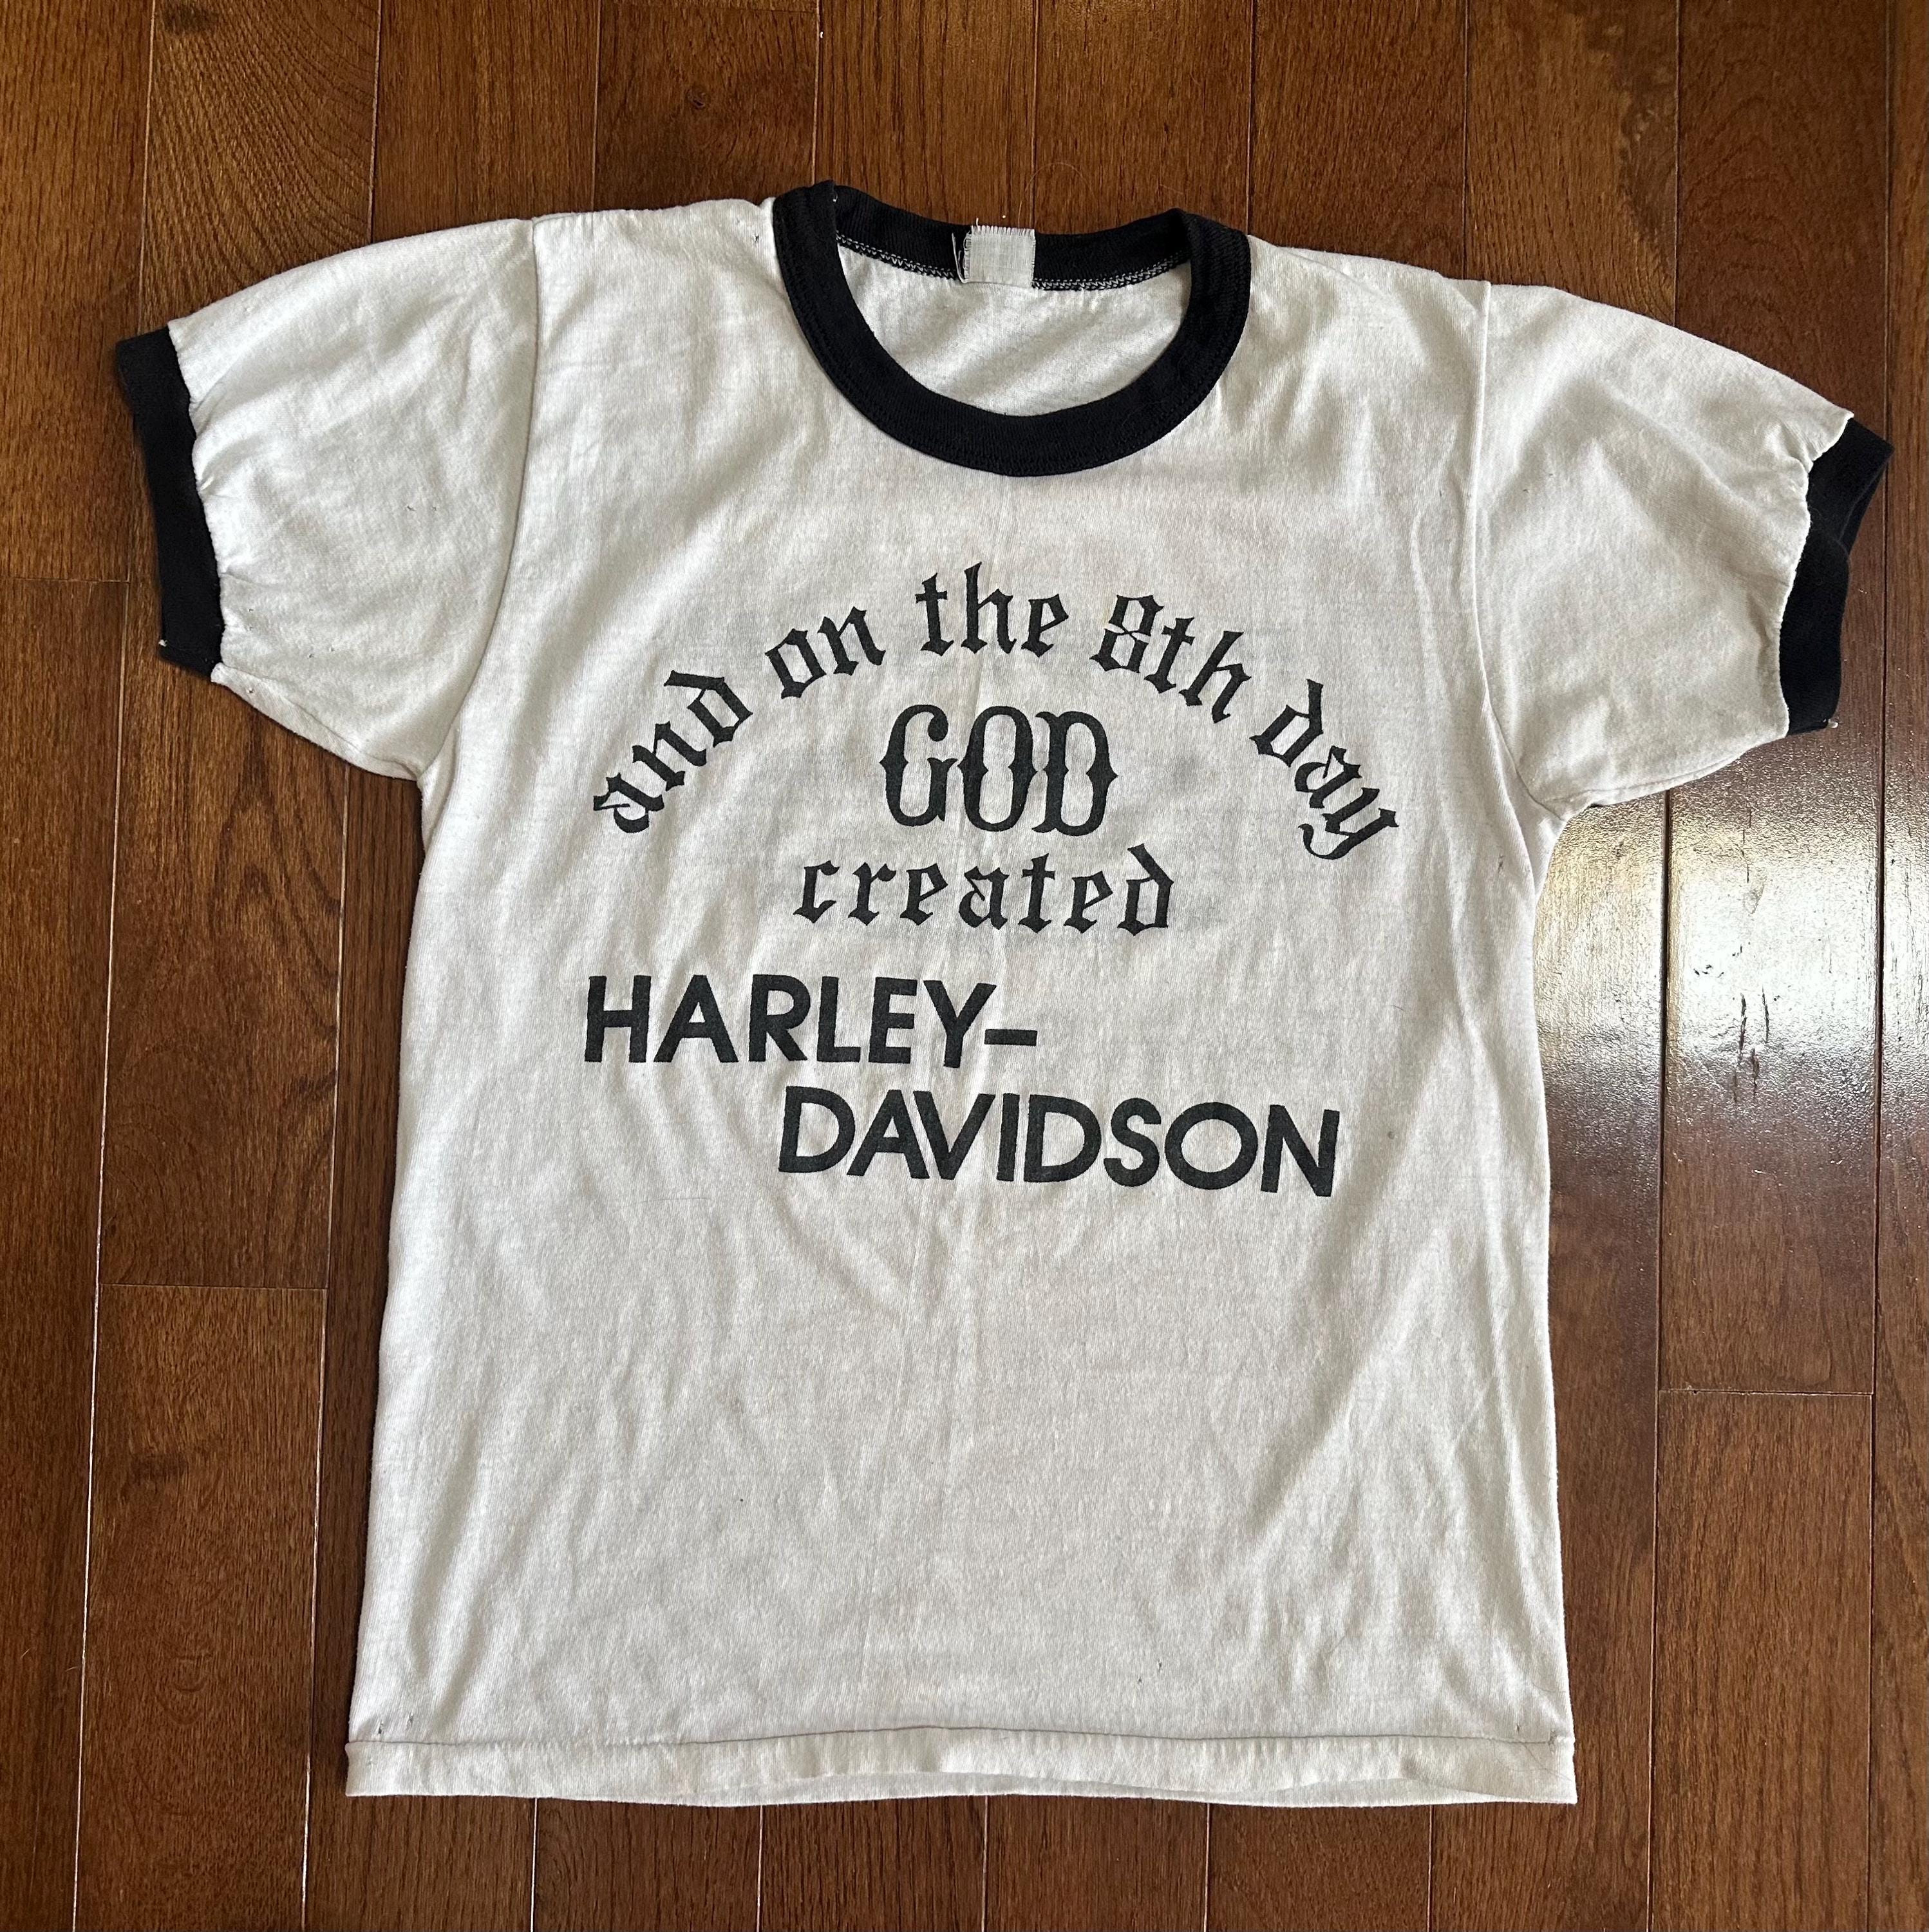 and on the 8th day
GOD
created
HARLEY-
DAVIDSON